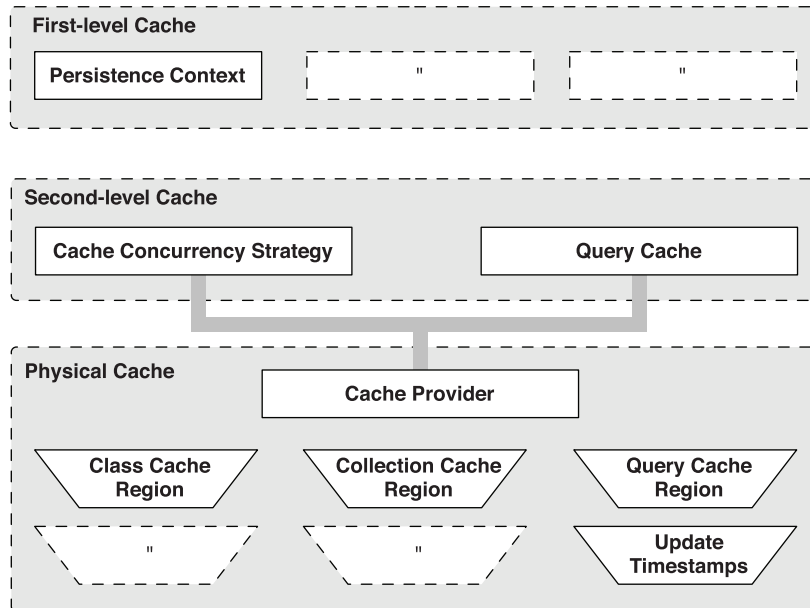 First-level Cache
Persistence Context
"
"
Second-level Cache
Cache Concurrency Strategy
Query Cache
Physical Cache
Cache Provider
Class Cache
Region
Collection Cache
Region
Query Cache
Region
"
"
Update
Timestamps